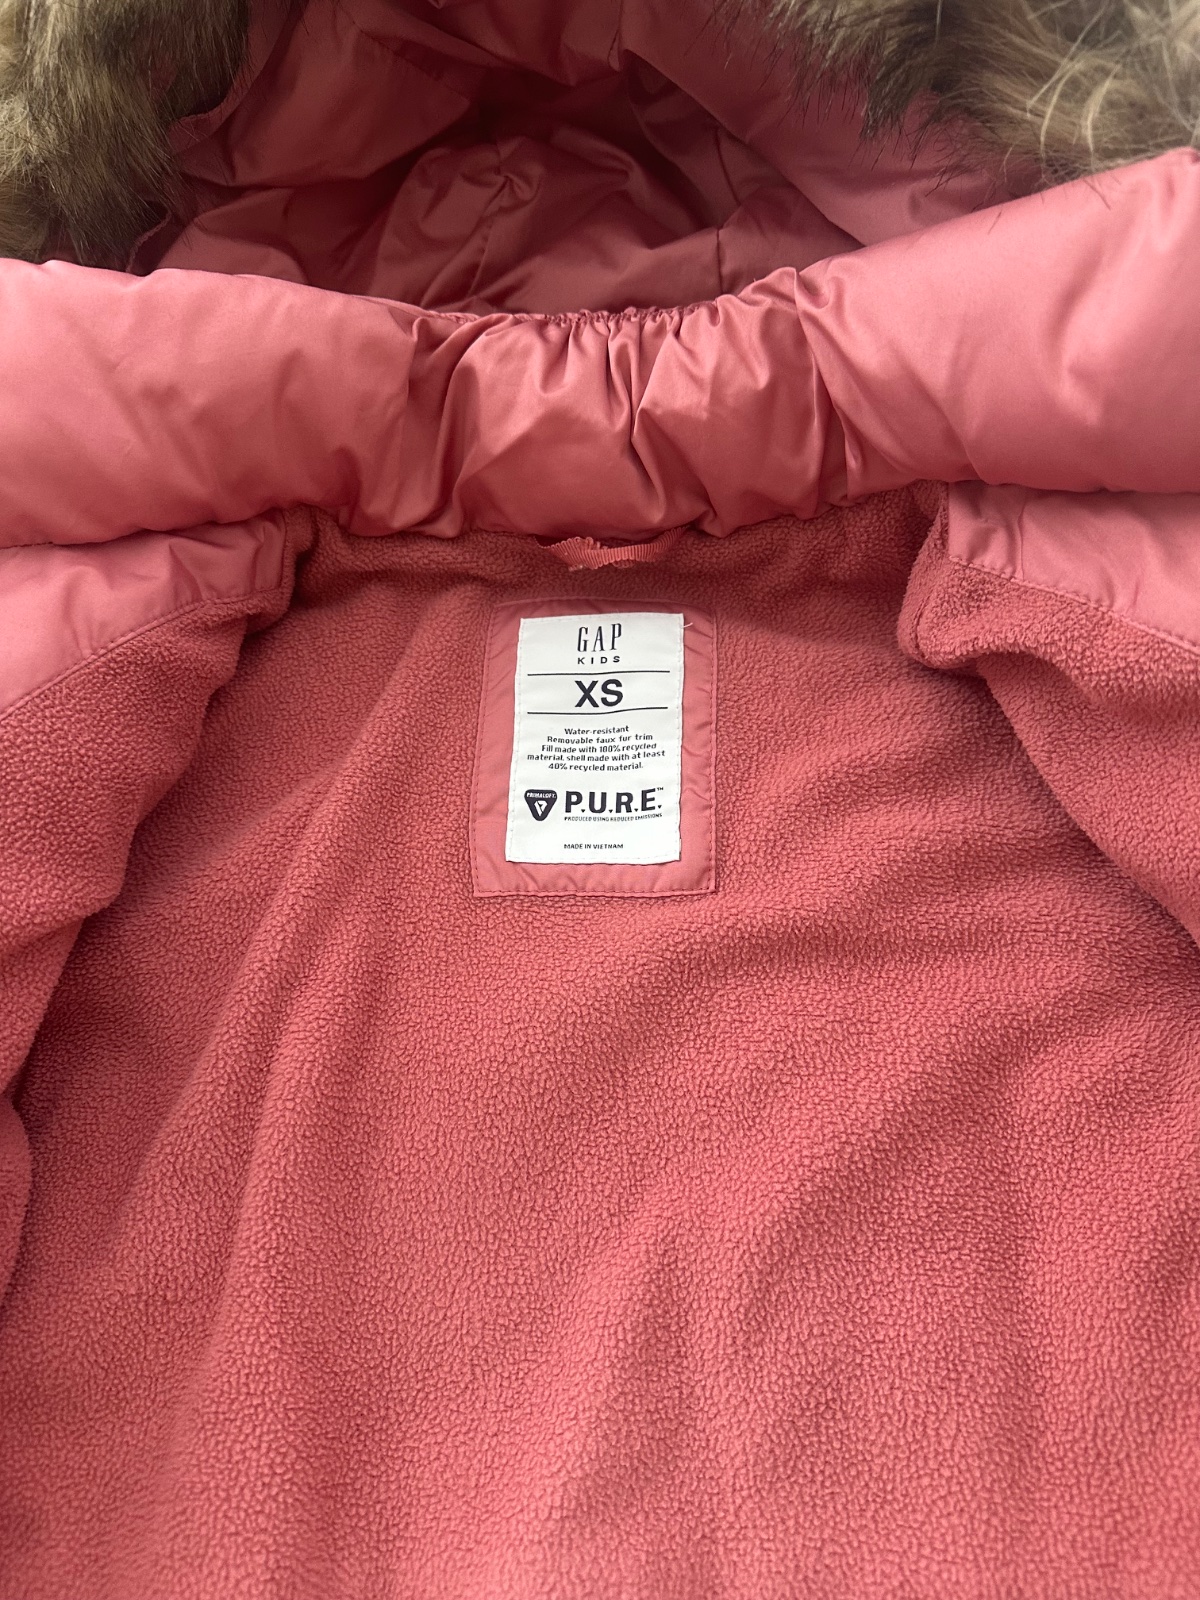 GAP
KIDS
XS
Water-resistant
Removable faux fur trim
Fill made with 100% recycled
material, shell made with at least
40% recycled material.
PRIMALOFT
P
P.U.R.E.™
PRODUCED USING REDUCED EMISSIONS
MADE IN VIETNAM